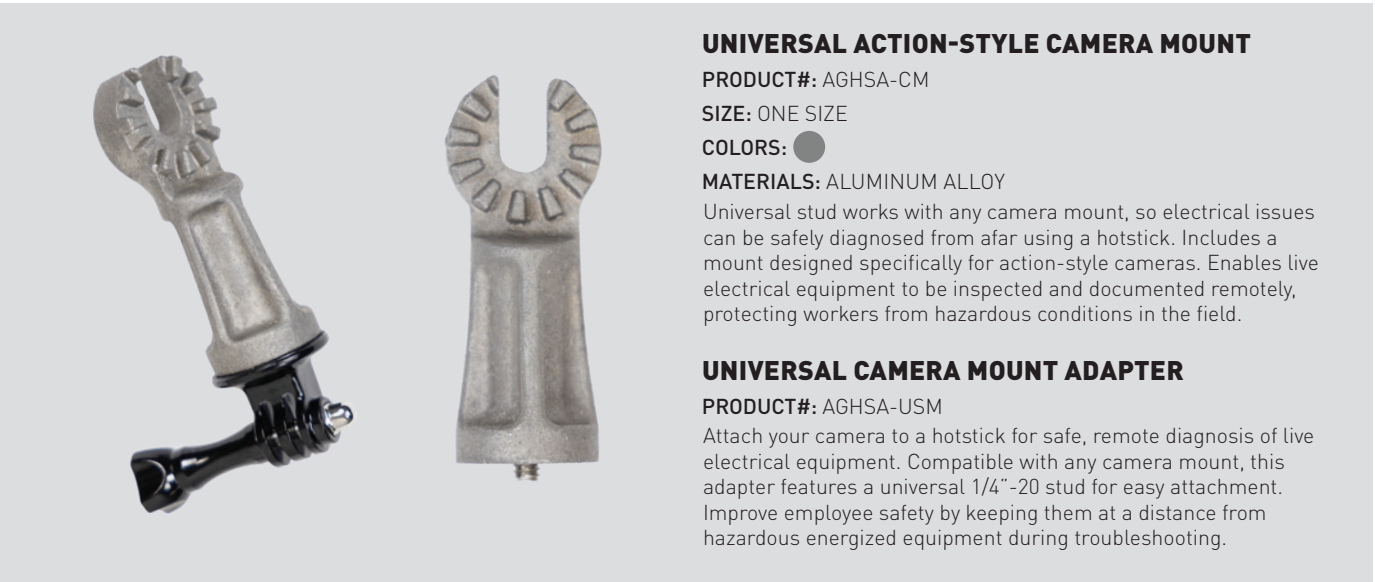 UNIVERSAL ACTION-STYLE CAMERA MOUNT
PRODUCT#: AGHSA-CM
SIZE: ONE SIZE
COLORS:
MATERIALS: ALUMINUM ALLOY
Universal stud works with any camera mount, so electrical issues
can be safely diagnosed from afar using a hotstick. Includes a
mount designed specifically for action-style cameras. Enables live
electrical equipment to be inspected and documented remotely,
protecting workers from hazardous conditions in the field.
UNIVERSAL CAMERA MOUNT ADAPTER
PRODUCT#: AGHSA-USM
Attach your camera to a hotstick for safe, remote diagnosis of live
electrical equipment. Compatible with any camera mount, this
adapter features a universal 1/4"-20 stud for easy attachment.
Improve employee safety by keeping them at a distance from
hazardous energized equipment during troubleshooting.